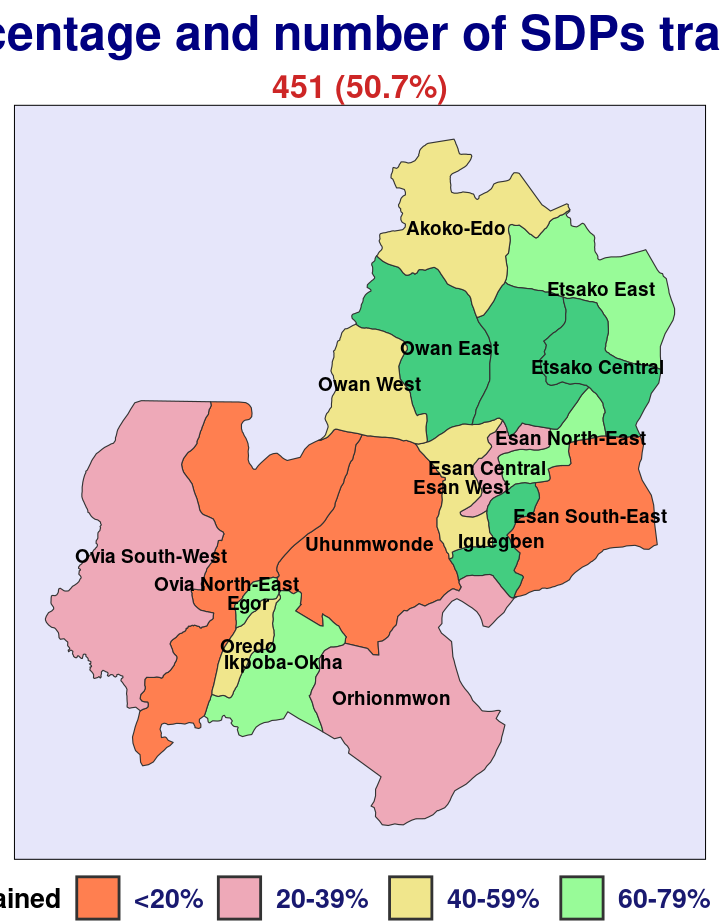 centage and number of SDPs tra
451 (50.7%)
Akoko-Edo
Etsako East
Owan East
Etsako Central
Owan West
Esan North-East
Esan Central
Esan West
Esan South-East
Iguegben
Uhunmwonde
Ovia South-West
Ovia North-East
Egor
Oredo
Ikpoba-Okha
Orhionmwon
ained <20% 20-39% 40-59% 60-79%